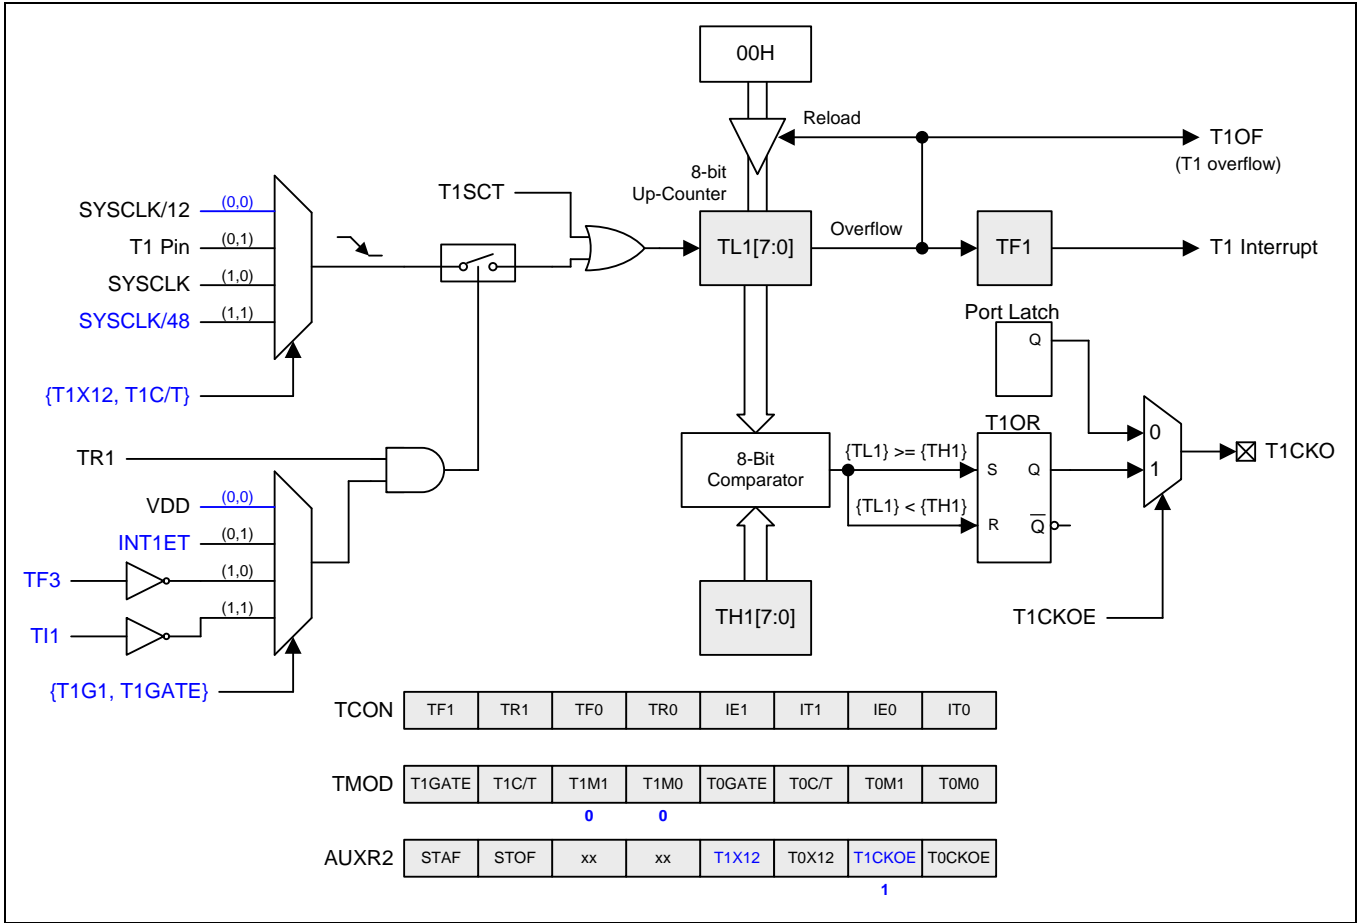 00H
Reload
T1OF
(T1 overflow)
8-bit
Up-Counter
T1SCT
SYSCLK/12 (0,0)
T1 Pin (0,1)
SYSCLK (1,0)
SYSCLK/48 (1,1)
{T1X12, T1C/T}
TL1[7:0]
Overflow
TF1
T1 Interrupt
Port Latch
Q
T1OR
0
1
T1CKO
TR1
8-Bit
Comparator
{TL1} >= {TH1}
S Q
{TL1} < {TH1}
R Q
VDD (0,0)
INT1ET (0,1)
TF3 (1,0)
TI1 (1,1)
{T1G1, T1GATE}
TH1[7:0]
T1CKOE
TCON TF1 TR1 TF0 TR0 IE1 IT1 IE0 IT0
TMOD T1GATE T1C/T T1M1 T1M0 T0GATE T0C/T T0M1 T0M0
0 0
AUXR2 STAF STOF xx xx T1X12 T0X12 T1CKOE T0CKOE
1